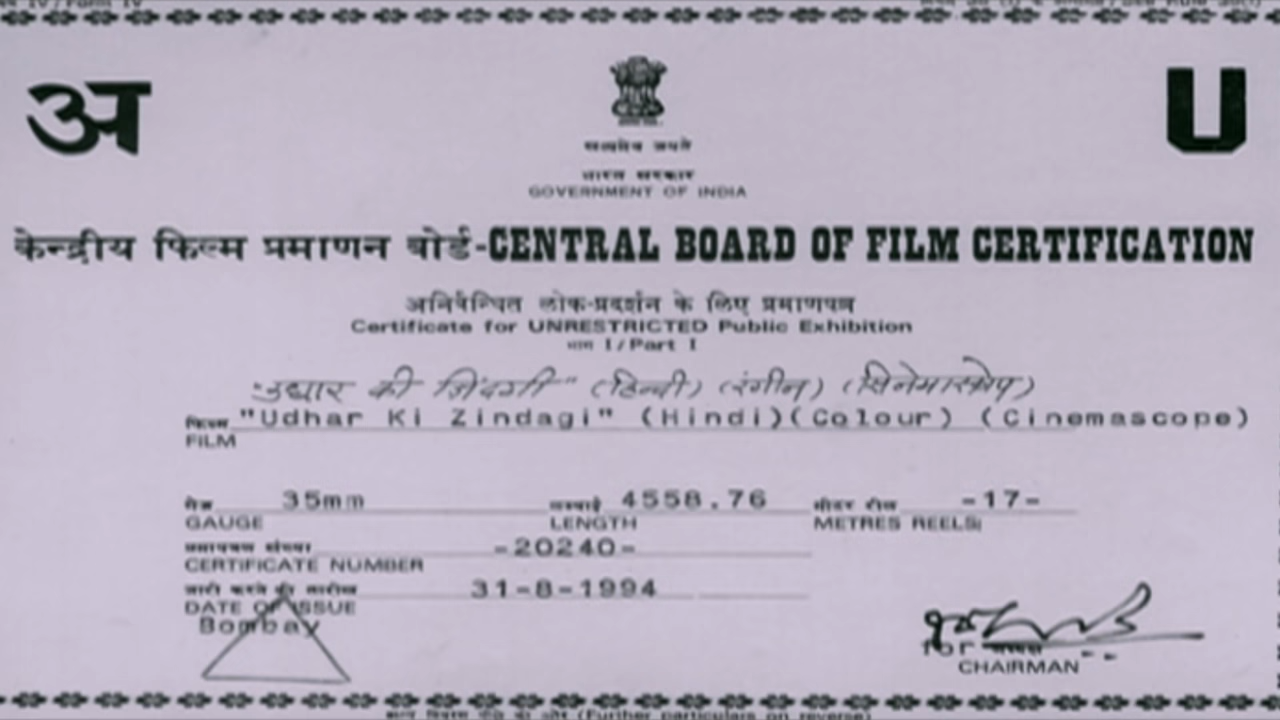 अ
U
सत्यमेव जयते
भारत सरकार
GOVERNMENT OF INDIA
केन्द्रीय फिल्म प्रमाणन बोर्ड-CENTRAL BOARD OF FILM CERTIFICATION
अनिर्बन्धित लोक-प्रदर्शन के लिए प्रमाणपत्र
Certificate for UNRESTRICTED Public Exhibition
भाग I/Part I
"उधार की ज़िंदगी" (हिन्दी) (रंगीन) (सिनेमास्कोप)
फिल्म "Udhar Ki Zindagi" (Hindi)(Colour) (Cinemascope)
FILM
गेज 35mm लम्बाई 4558.76 मीटर रील -17-
GAUGE LENGTH METRES REELS
प्रमाणपत्र संख्या -20240-
CERTIFICATE NUMBER
जारी करने की तारीख 31-8-1994
DATE OF ISSUE
Bombay
for अध्यक्ष
CHAIRMAN
(Further particulars on reverse)